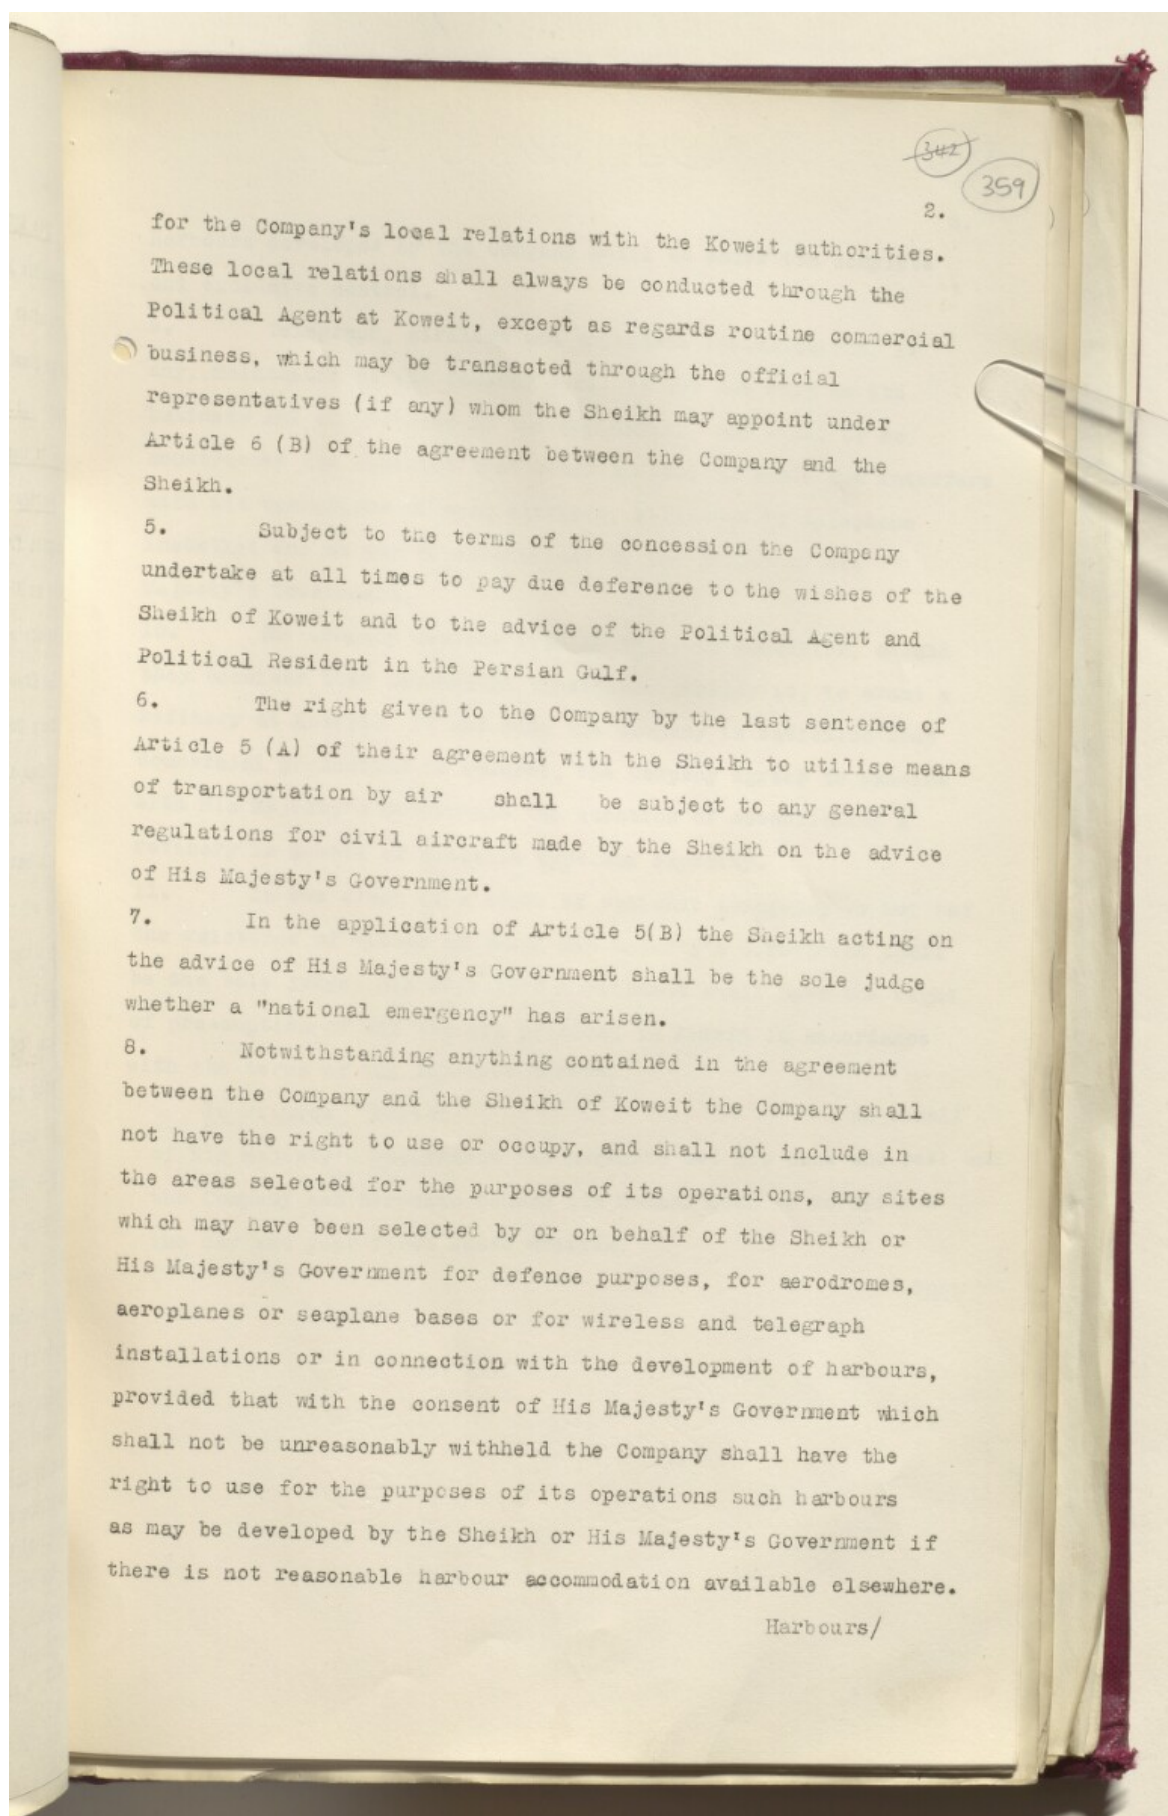 342
359
2.
for the Company's local relations with the Koweit authorities.
These local relations shall always be conducted through the
Political Agent at Koweit, except as regards routine commercial
business, which may be transacted through the official
representatives (if any) whom the Sheikh may appoint under
Article 6 (B) of the agreement between the Company and the
Sheikh.
5. Subject to the terms of the concession the Company
undertake at all times to pay due deference to the wishes of the
Sheikh of Koweit and to the advice of the Political Agent and
Political Resident in the Persian Gulf.
6. The right given to the Company by the last sentence of
Article 5 (A) of their agreement with the Sheikh to utilise means
of transportation by air shall be subject to any general
regulations for civil aircraft made by the Sheikh on the advice
of His Majesty's Government.
7. In the application of Article 5(B) the Sheikh acting on
the advice of His Majesty's Government shall be the sole judge
whether a "national emergency" has arisen.
8. Notwithstanding anything contained in the agreement
between the Company and the Sheikh of Koweit the Company shall
not have the right to use or occupy, and shall not include in
the areas selected for the purposes of its operations, any sites
which may have been selected by or on behalf of the Sheikh or
His Majesty's Government for defence purposes, for aerodromes,
aeroplanes or seaplane bases or for wireless and telegraph
installations or in connection with the development of harbours,
provided that with the consent of His Majesty's Government which
shall not be unreasonably withheld the Company shall have the
right to use for the purposes of its operations such harbours
as may be developed by the Sheikh or His Majesty's Government if
there is not reasonable harbour accommodation available elsewhere.
Harbours/